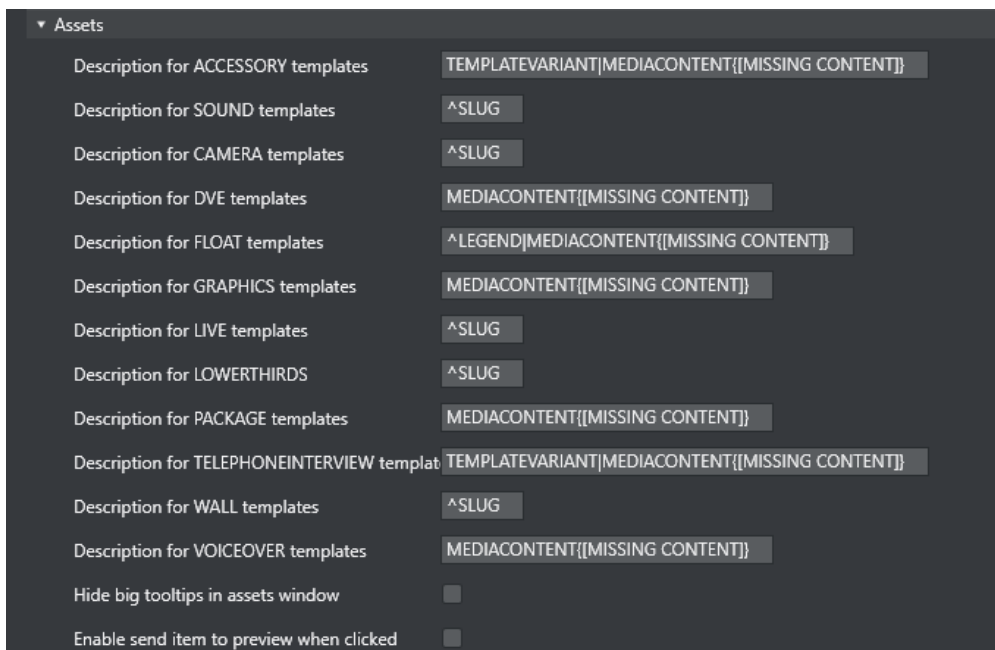 Assets
Description for ACCESSORY templates TEMPLATEVARIANT|MEDIACONTENT{[MISSING CONTENT]}
Description for SOUND templates ^SLUG
Description for CAMERA templates ^SLUG
Description for DVE templates MEDIACONTENT{[MISSING CONTENT]}
Description for FLOAT templates ^LEGEND|MEDIACONTENT{[MISSING CONTENT]}
Description for GRAPHICS templates MEDIACONTENT{[MISSING CONTENT]}
Description for LIVE templates ^SLUG
Description for LOWERTHIRDS ^SLUG
Description for PACKAGE templates MEDIACONTENT{[MISSING CONTENT]}
Description for TELEPHONEINTERVIEW templat TEMPLATEVARIANT|MEDIACONTENT{[MISSING CONTENT]}
Description for WALL templates ^SLUG
Description for VOICEOVER templates MEDIACONTENT{[MISSING CONTENT]}
Hide big tooltips in assets window
Enable send item to preview when clicked